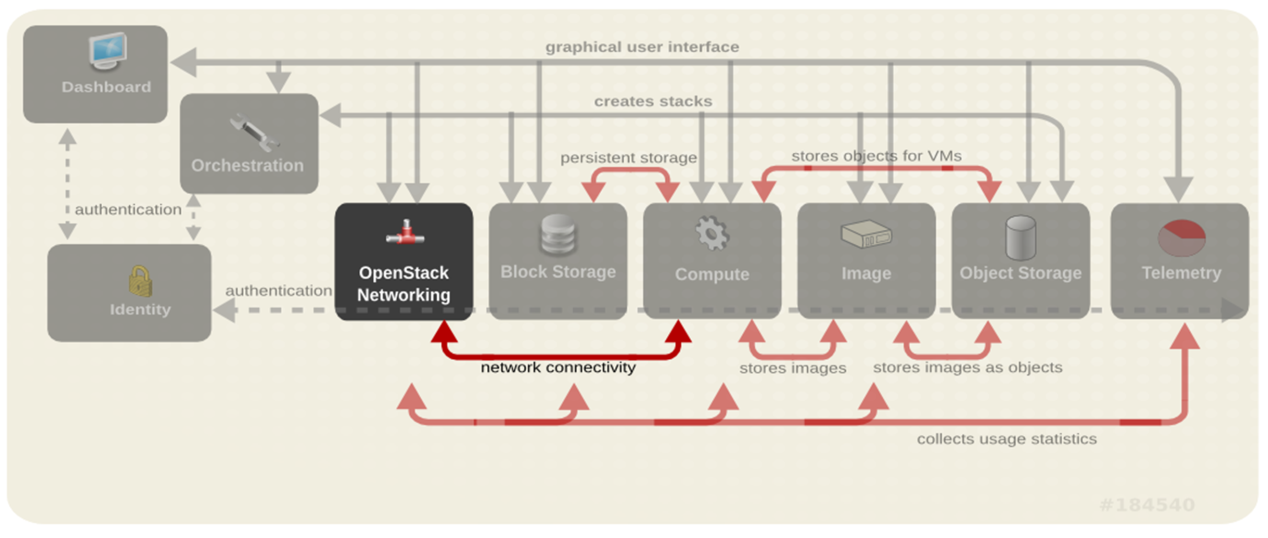 graphical user interface
Dashboard
creates stacks
Orchestration
persistent storage
stores objects for VMs
authentication
OpenStack
Networking
Block Storage
Compute
Image
Object Storage
Telemetry
authentication
Identity
network connectivity
stores images
stores images as objects
collects usage statistics
#184540